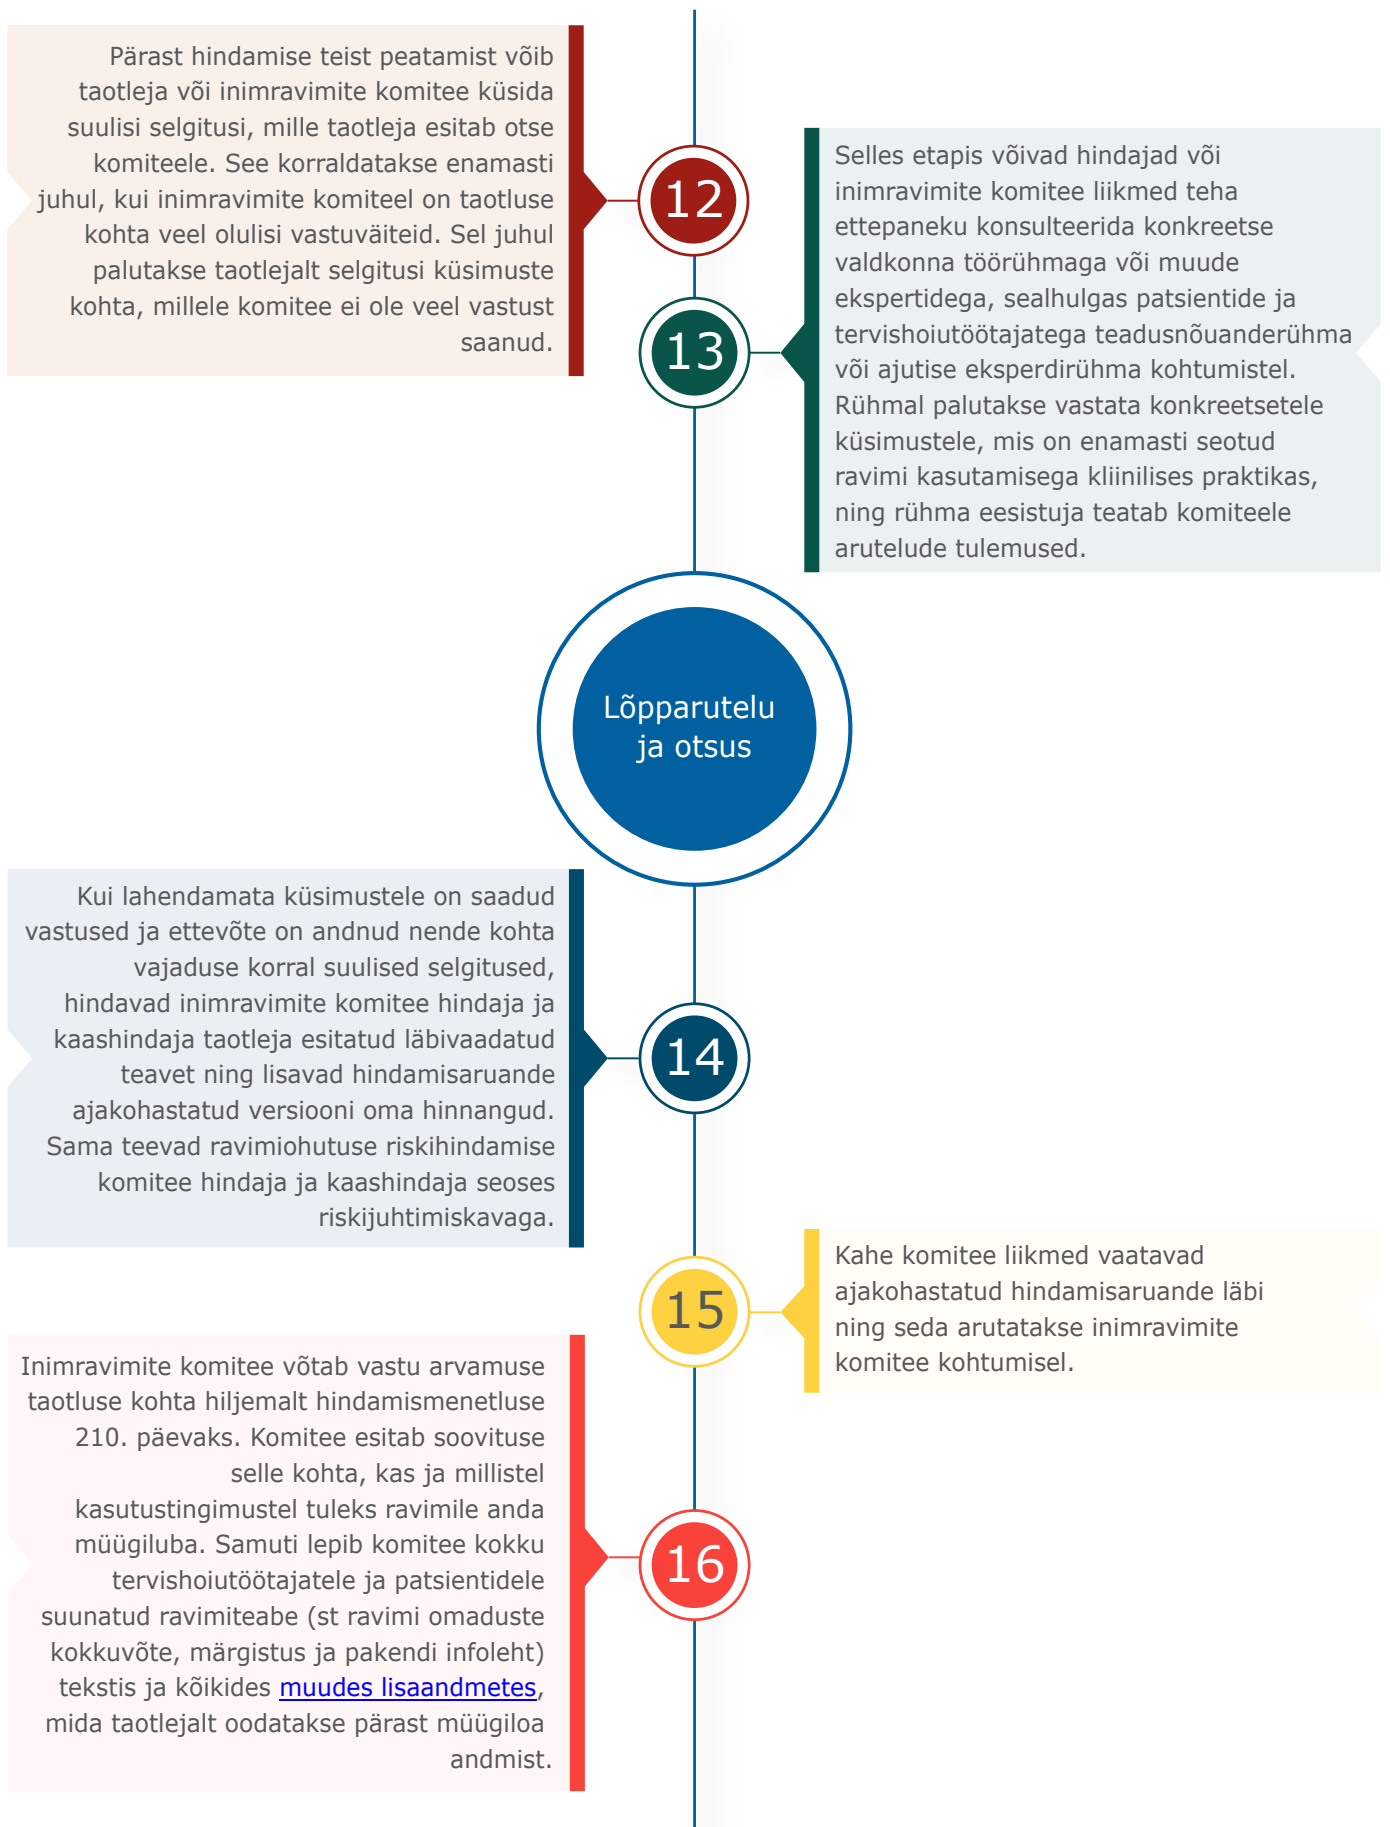 Pärast hindamise teist peatamist võib
taotleja või inimravimite komitee küsida
suulisi selgitusi, mille taotleja esitab otse
komiteele. See korraldatakse enamasti
juhul, kui inimravimite komiteel on taotluse
kohta veel olulisi vastuväiteid. Sel juhul
palutakse taotlejalt selgitusi küsimuste
kohta, millele komitee ei ole veel vastust
saanud.
12
13
Selles etapis võivad hindajad või
inimravimite komitee liikmed teha
ettepaneku konsulteerida konkreetse
valdkonna töörühmaga või muude
ekspertidega, sealhulgas patsientide ja
tervishoiutöötajatega teadusnõuanderühma
või ajutise eksperdirühma kohtumistel.
Rühmal palutakse vastata konkreetsetele
küsimustele, mis on enamasti seotud
ravimi kasutamisega kliinilises praktikas,
ning rühma eesistuja teatab komiteele
arutelude tulemused.
Lõpparutelu
ja otsus
Kui lahendamata küsimustele on saadud
vastused ja ettevõte on andnud nende kohta
vajaduse korral suulised selgitused,
hindavad inimravimite komitee hindaja ja
kaashindaja taotleja esitatud läbivaadatud
teavet ning lisavad hindamisaruande
ajakohastatud versiooni oma hinnangud.
Sama teevad ravimiohutuse riskihindamise
komitee hindaja ja kaashindaja seoses
riskijuhtimiskavaga.
14
15
Kahe komitee liikmed vaatavad
ajakohastatud hindamisaruande läbi
ning seda arutatakse inimravimite
komitee kohtumisel.
Inimravimite komitee võtab vastu arvamuse
taotluse kohta hiljemalt hindamismenetluse
210. päevaks. Komitee esitab soovituse
selle kohta, kas ja millistel
kasutustingimustel tuleks ravimile anda
müügiluba. Samuti lepib komitee kokku
tervishoiutöötajatele ja patsientidele
suunatud ravimiteabe (st ravimi omaduste
kokkuvõte, märgistus ja pakendi infoleht)
tekstis ja kõikides muudes lisaandmetes,
mida taotlejalt oodatakse pärast müügiloa
andmist.
16